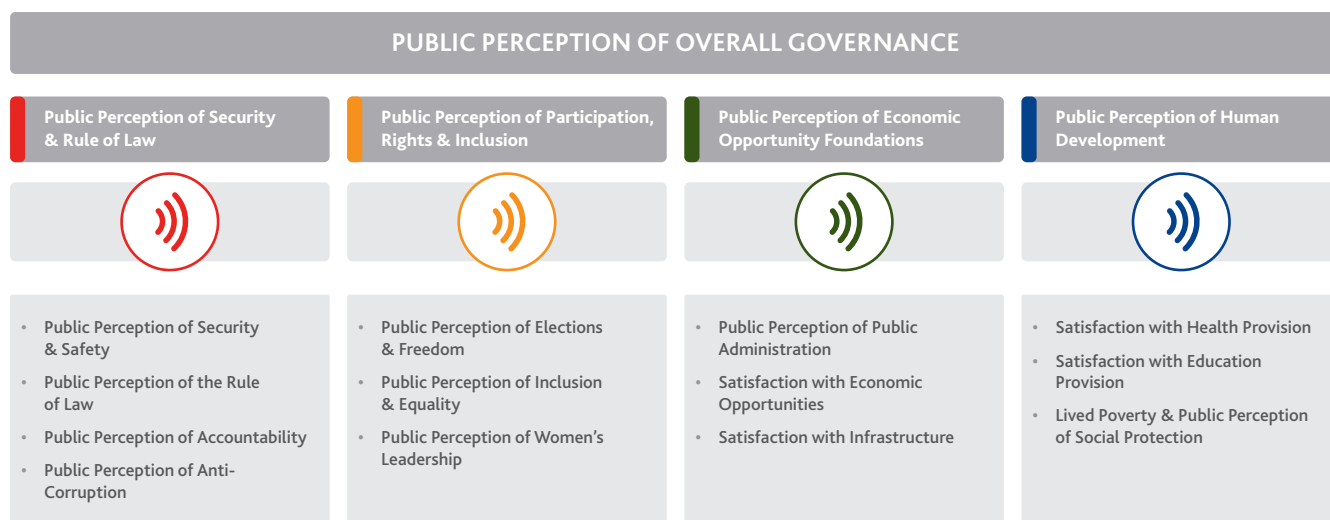 PUBLIC PERCEPTION OF OVERALL GOVERNANCE
Public Perception of Security
& Rule of Law
Public Perception of Participation,
Rights & Inclusion
Public Perception of Economic
Opportunity Foundations
Public Perception of Human
Development
• Public Perception of Security
& Safety
• Public Perception of the Rule
of Law
• Public Perception of Accountability
• Public Perception of Anti-
Corruption
• Public Perception of Elections
& Freedom
• Public Perception of Inclusion
& Equality
• Public Perception of Women’s
Leadership
• Public Perception of Public
Administration
• Satisfaction with Economic
Opportunities
• Satisfaction with Infrastructure
• Satisfaction with Health Provision
• Satisfaction with Education
Provision
• Lived Poverty & Public Perception
of Social Protection